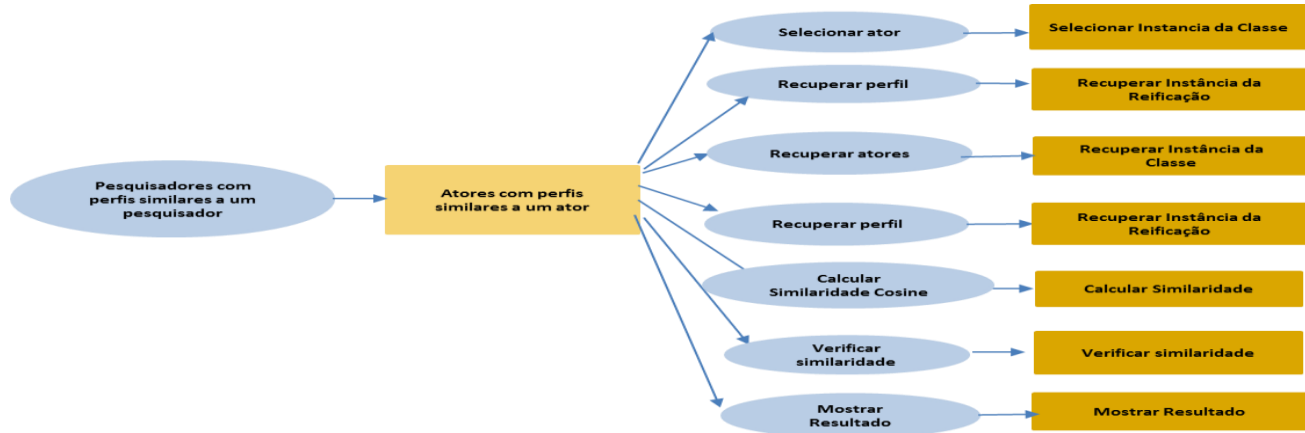 Selecionar ator
Selecionar Instancia da Classe
Recuperar perfil
Recuperar Instância da
Reificação
Recuperar atores
Recuperar Instância da
Classe
Pesquisadores com
perfis similares a um
pesquisador
Atores com perfis
similares a um ator
Recuperar perfil
Recuperar Instância da
Reificação
Calcular
Similaridade Cosine
Calcular Similaridade
Verificar
similaridade
Verificar similaridade
Mostrar
Resultado
Mostrar Resultado